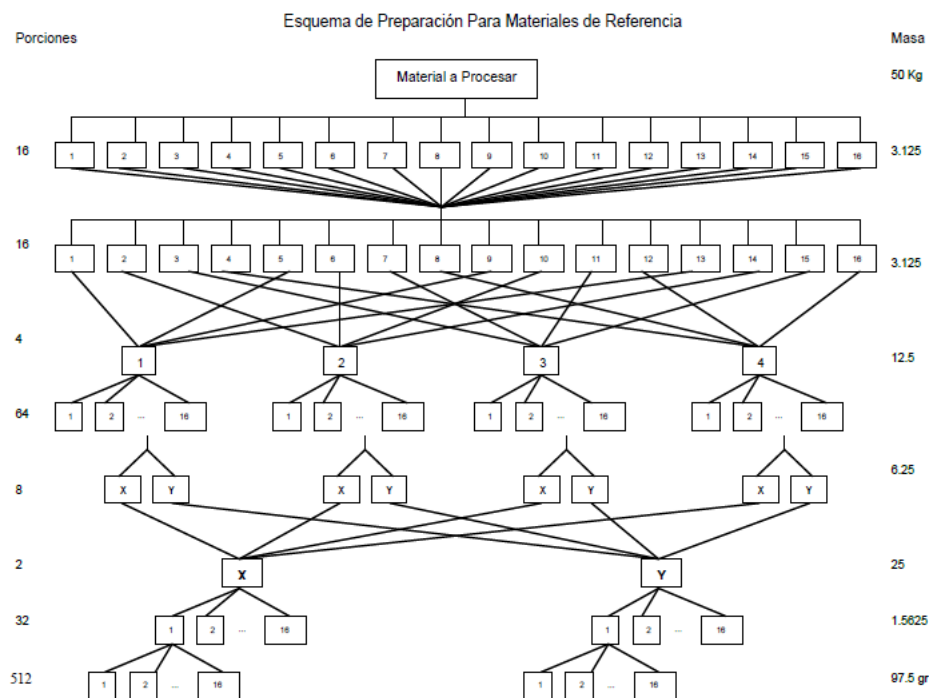 Esquema de Preparación Para Materiales de Referencia
Porciones Masa
Material a Procesar 50 Kg
16 1 2 3 4 5 6 7 8 9 10 11 12 13 14 15 16 3.125
16 1 2 3 4 5 6 7 8 9 10 11 12 13 14 15 16 3.125
4 1 2 3 4 12.5
64 1 2 ... 16 1 2 ... 16 1 2 ... 16 1 2 ... 16
8 X Y X Y X Y X Y 6.25
2 X Y 25
32 1 2 ... 16 1 2 ... 16 1.5625
512 1 2 ... 16 1 2 ... 16 97.5 gr